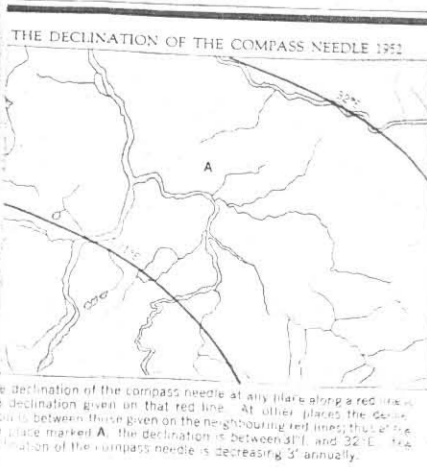 THE DECLINATION OF THE COMPASS NEEDLE 1952
32°E
A
1°E
declination of the compass needle at any place along a red line is
declination given on that red line. At other places the
is between those given on the neighbouring red lines; thus at the
place marked A, the declination is between 31°E and 32°E. The
of the compass needle is decreasing 3' annually.